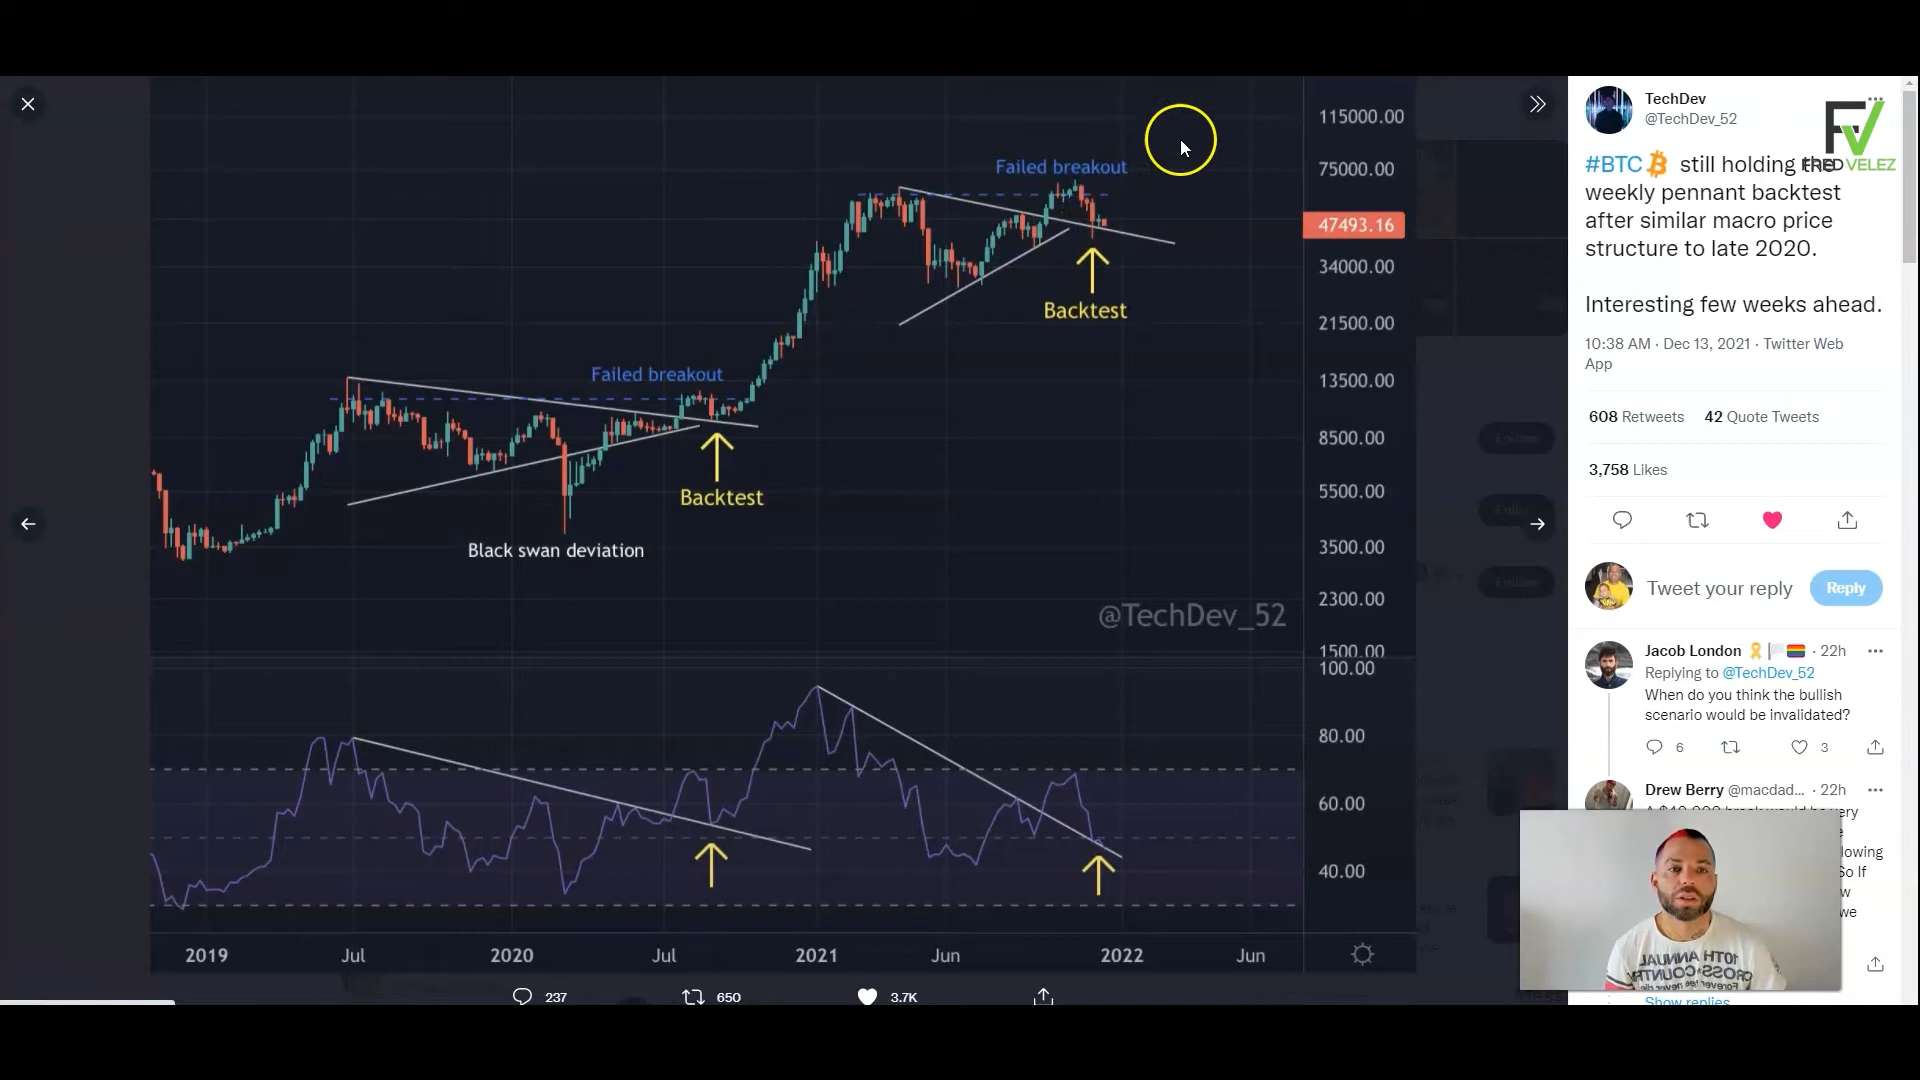 115000.00
Failed breakout
75000.00
47493.16
34000.00
Backtest
21500.00
Failed breakout
13500.00
8500.00
Backtest
5500.00
Black swan deviation
3500.00
2300.00
@TechDev_52
1500.00
100.00
80.00
60.00
40.00
2019
Jul
2020
Jul
2021
Jun
2022
Jun
237
650
3.7K
TechDev
@TechDev_52
FRED VELEZ
#BTC still holding the
weekly pennant backtest
after similar macro price
structure to late 2020.
Interesting few weeks ahead.
10:38 AM · Dec 13, 2021 · Twitter Web
App
608 Retweets 42 Quote Tweets
3,758 Likes
Tweet your reply
Reply
Jacob London · 22h
Replying to @TechDev_52
When do you think the bullish
scenario would be invalidated?
6
3
Drew Berry @macdad... · 22h
10TH ANNUAL
CROSS COUNTRY
Show replies